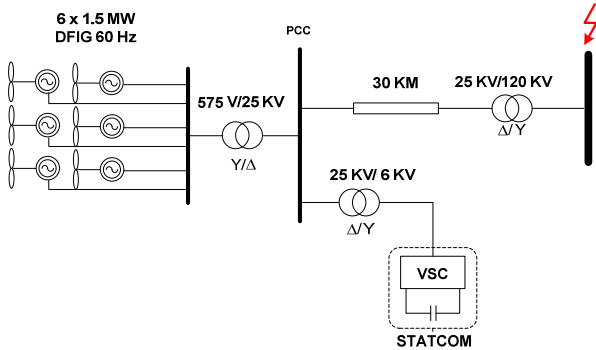 6 x 1.5 MW
DFIG 60 Hz
PCC
575 V/25 KV
Y/Δ
30 KM
25 KV/120 KV
Δ/Y
25 KV/ 6 KV
Δ/Y
VSC
STATCOM